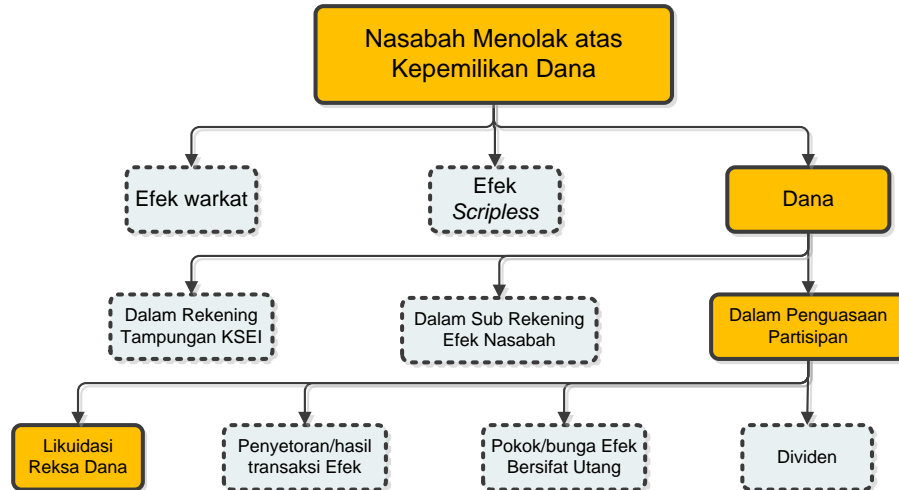 Nasabah Menolak atas
Kepemilikan Dana
Efek warkat
Efek
Scripless
Dana
Dalam Rekening
Tampungan KSEI
Dalam Sub Rekening
Efek Nasabah
Dalam Penguasaan
Partisipan
Likuidasi
Reksa Dana
Penyetoran/hasil
transaksi Efek
Pokok/bunga Efek
Bersifat Utang
Dividen